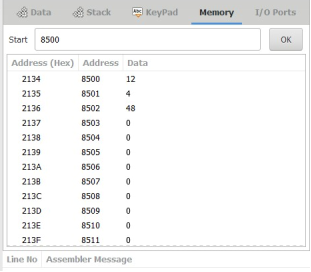 Data Stack Abc KeyPad Memory I/O Ports
Start 8500 OK
Address (Hex) Address Data
2134 8500 12
2135 8501 4
2136 8502 48
2137 8503 0
2138 8504 0
2139 8505 0
213A 8506 0
213B 8507 0
213C 8508 0
213D 8509 0
213E 8510 0
213F 8511 0
Line No Assembler Message